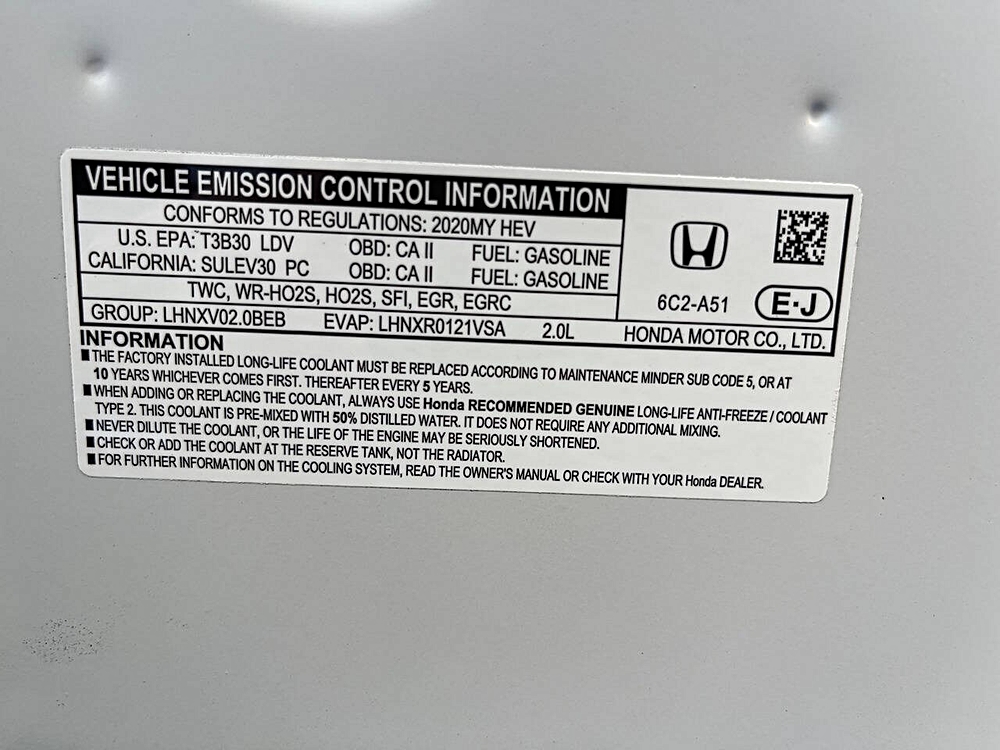 VEHICLE EMISSION CONTROL INFORMATION
CONFORMS TO REGULATIONS: 2020MY HEV
U.S. EPA: T3B30 LDV OBD: CA II FUEL: GASOLINE
CALIFORNIA: SULEV30 PC OBD: CA II FUEL: GASOLINE
TWC, WR-HO2S, HO2S, SFI, EGR, EGRC
6C2-A51 E·J
GROUP: LHNXV02.0BEB EVAP: LHNXR0121VSA 2.0L HONDA MOTOR CO., LTD.
INFORMATION
■ THE FACTORY INSTALLED LONG-LIFE COOLANT MUST BE REPLACED ACCORDING TO MAINTENANCE MINDER SUB CODE 5, OR AT
10 YEARS WHICHEVER COMES FIRST. THEREAFTER EVERY 5 YEARS.
■ WHEN ADDING OR REPLACING THE COOLANT, ALWAYS USE Honda RECOMMENDED GENUINE LONG-LIFE ANTI-FREEZE / COOLANT
TYPE 2. THIS COOLANT IS PRE-MIXED WITH 50% DISTILLED WATER. IT DOES NOT REQUIRE ANY ADDITIONAL MIXING.
■ NEVER DILUTE THE COOLANT, OR THE LIFE OF THE ENGINE MAY BE SERIOUSLY SHORTENED.
■ CHECK OR ADD THE COOLANT AT THE RESERVE TANK, NOT THE RADIATOR.
■ FOR FURTHER INFORMATION ON THE COOLING SYSTEM, READ THE OWNER'S MANUAL OR CHECK WITH YOUR Honda DEALER.